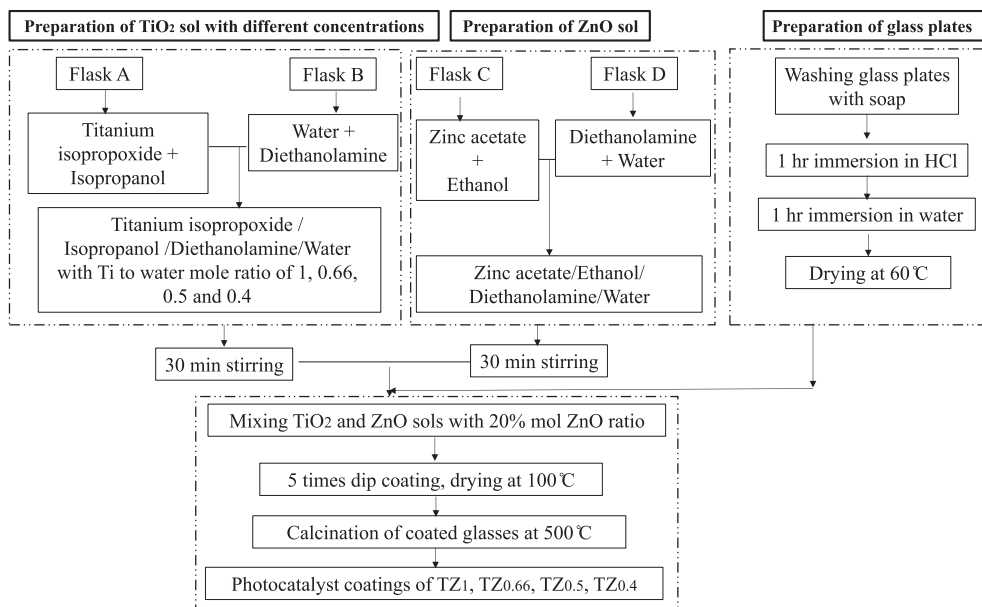 Preparation of TiO2 sol with different concentrations
Flask A
Flask B
Titanium
isopropoxide +
Isopropanol
Water +
Diethanolamine
Titanium isopropoxide /
Isopropanol /Diethanolamine/Water
with Ti to water mole ratio of 1, 0.66,
0.5 and 0.4
30 min stirring
Preparation of ZnO sol
Flask C
Flask D
Zinc acetate
+
Ethanol
Diethanolamine
+ Water
Zinc acetate/Ethanol/
Diethanolamine/Water
30 min stirring
Preparation of glass plates
Washing glass plates
with soap
1 hr immersion in HCl
1 hr immersion in water
Drying at 60℃
Mixing TiO2 and ZnO sols with 20% mol ZnO ratio
5 times dip coating, drying at 100℃
Calcination of coated glasses at 500℃
Photocatalyst coatings of TZ1, TZ0.66, TZ0.5, TZ0.4